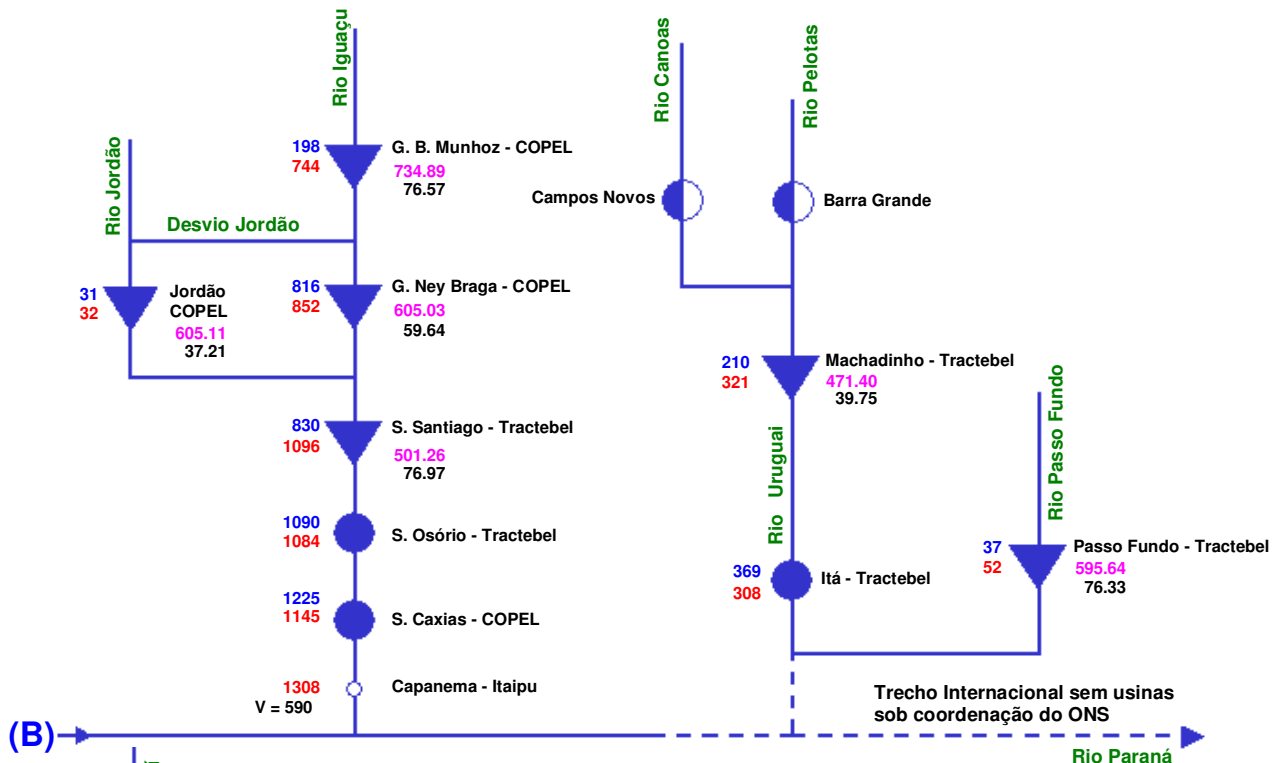 Rio Iguaçu
Rio Canoas
Rio Pelotas
Rio Jordão
198
744
G. B. Munhoz - COPEL
734.89
76.57
Campos Novos
Barra Grande
Desvio Jordão
31
32
Jordão
COPEL
605.11
37.21
816
852
G. Ney Braga - COPEL
605.03
59.64
210
321
Machadinho - Tractebel
471.40
39.75
Rio Passo Fundo
830
1096
S. Santiago - Tractebel
501.26
76.97
Rio Uruguai
1090
1084
S. Osório - Tractebel
37
52
Passo Fundo - Tractebel
595.64
76.33
369
308
Itá - Tractebel
1225
1145
S. Caxias - COPEL
1308
Capanema - Itaipu
V = 590
Trecho Internacional sem usinas
sob coordenação do ONS
(B)
Rio Paraná